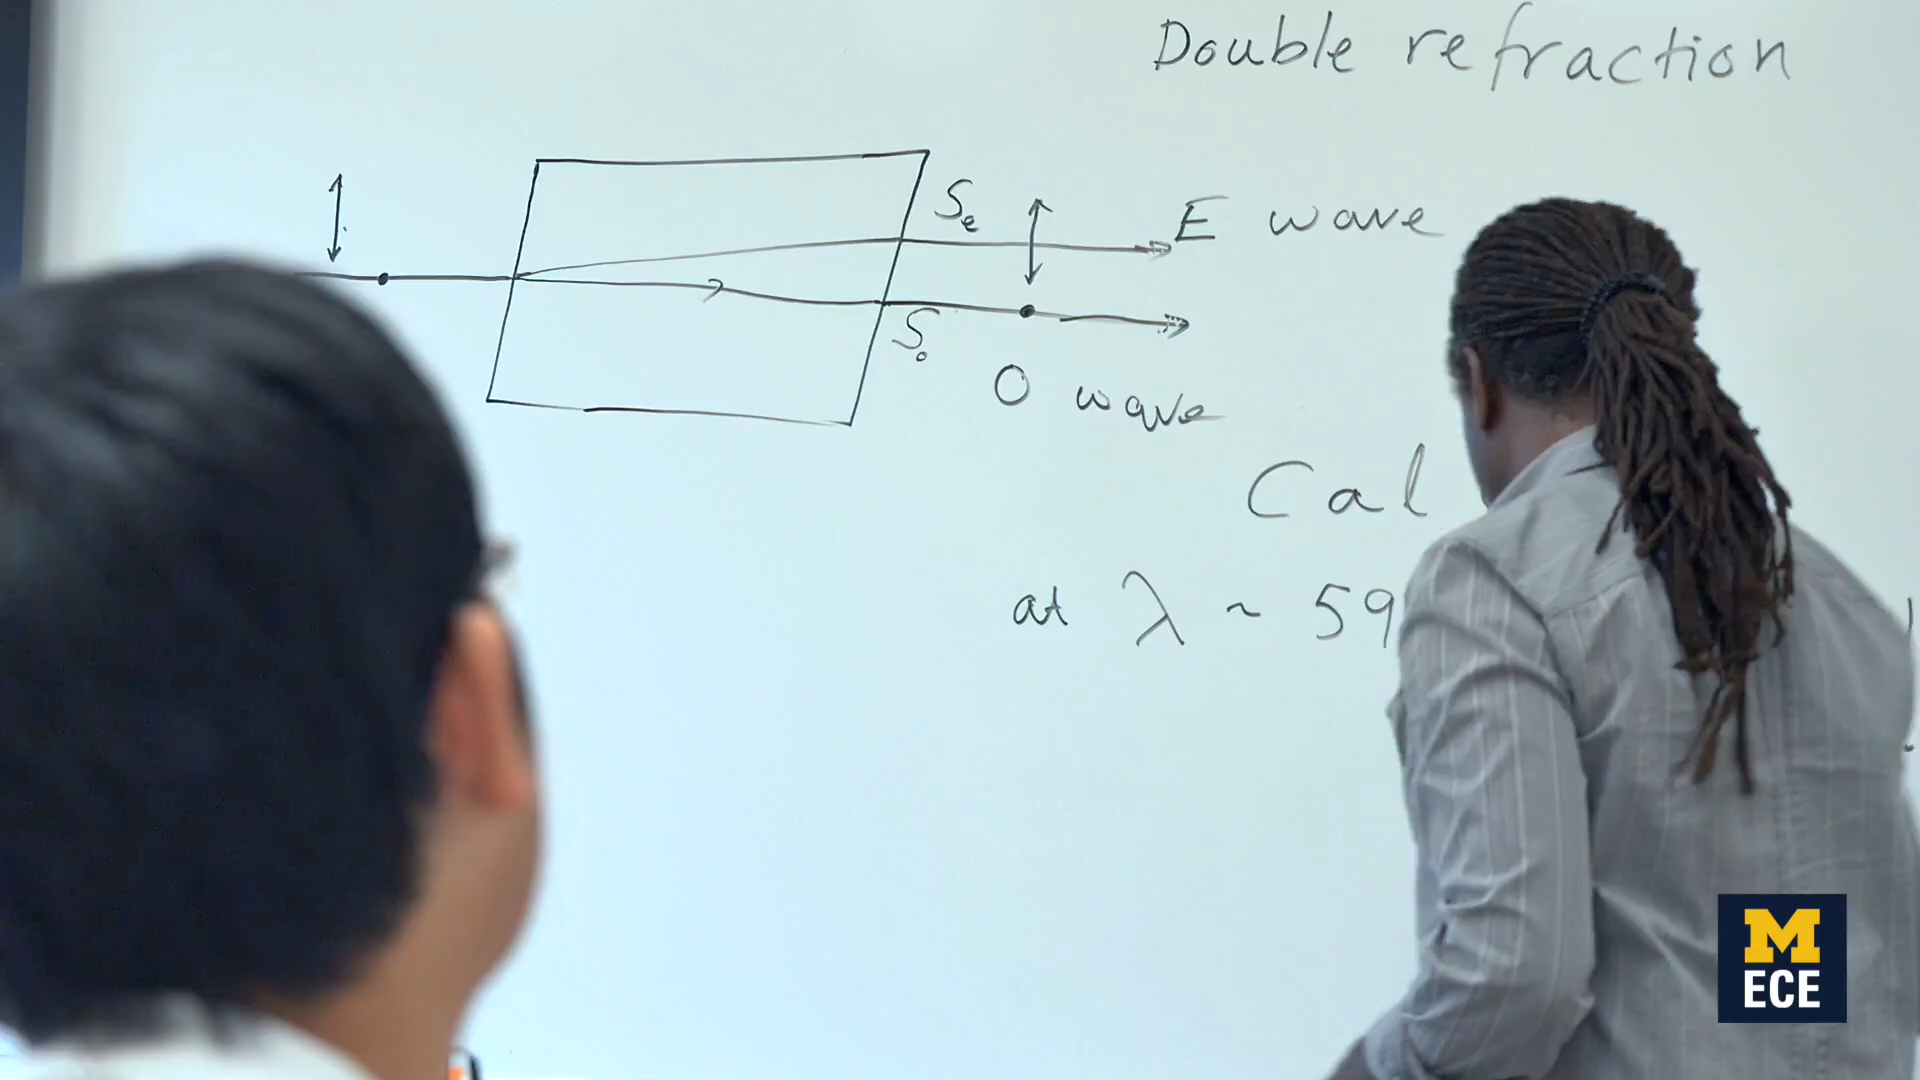 Double refraction
Se
E wave
So
O wave
Cal
at λ ~ 59
M
ECE